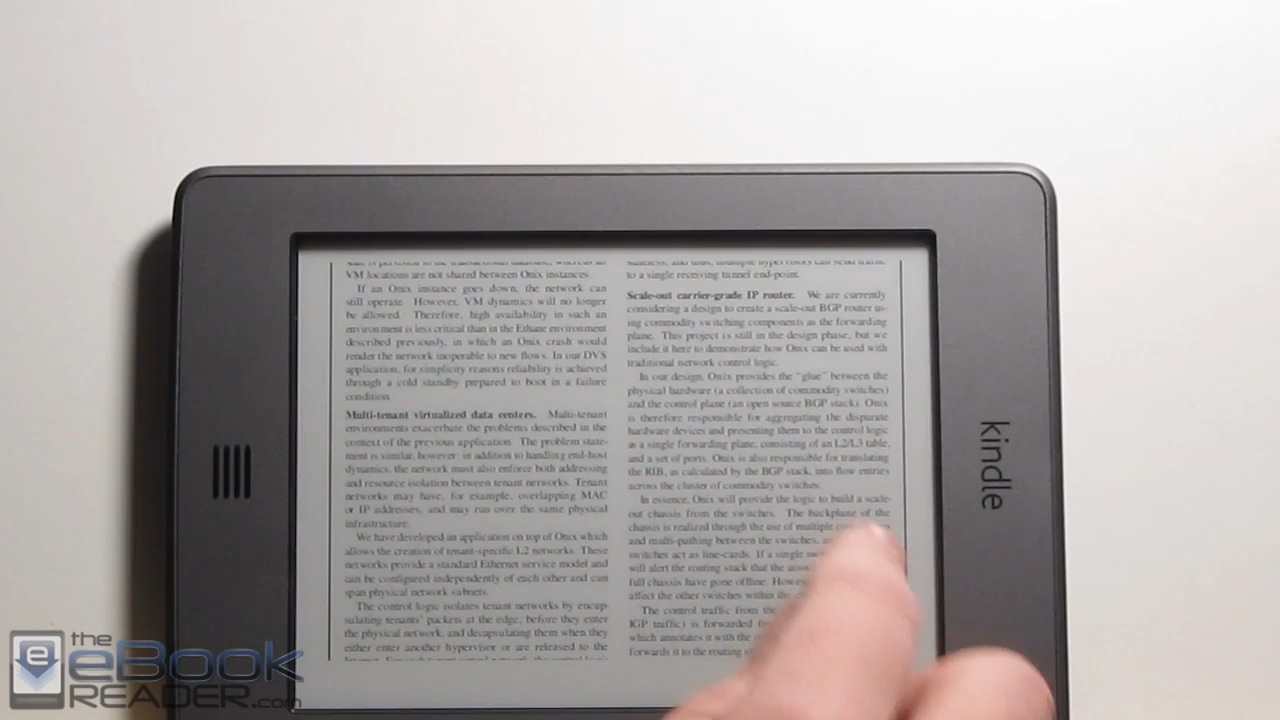 VM locations are not shared between Onix instances.
If an Onix instance goes down, the network can
still operate. However, VM dynamics will no longer
be allowed. Therefore, high availability in such an
environment is less critical than in the Ethane environment
described previously, in which an Onix crash would
render the network inoperable to new flows. In our DVS
application, for simplicity reasons reliability is achieved
through a cold standby prepared to boot in a failure
condition.
Multi-tenant virtualized data centers. Multi-tenant
environments exacerbate the problems described in the
context of the previous application. The problem state-
ment is similar, however: in addition to handling end-host
dynamics, the network must also enforce both addressing
and resource isolation between tenant networks. Tenant
networks may have, for example, overlapping MAC
or IP addresses, and may run over the same physical
infrastructure.
We have developed an application on top of Onix which
allows the creation of tenant-specific L2 networks. These
networks provide a standard Ethernet service model and
can be configured independently of each other and can
span physical network subnets.
The control logic isolates tenant networks by encap-
sulating tenants' packets at the edge, before they enter
the physical network, and decapsulating them when they
either enter another hypervisor or are released to the
to a single receiving tunnel end-point.
Scale-out carrier-grade IP router. We are currently
considering a design to create a scale-out BGP router us-
ing commodity switching components as the forwarding
plane. This project is still in the design phase, but we
include it here to demonstrate how Onix can be used with
traditional network control logic.
In our design, Onix provides the "glue" between the
physical hardware (a collection of commodity switches)
and the control plane (an open source BGP stack). Onix
is therefore responsible for aggregating the disparate
hardware devices and presenting them to the control logic
as a single forwarding plane, consisting of an L2/L3 table,
and a set of ports. Onix is also responsible for translating
the RIB, as calculated by the BGP stack, into flow entries
across the cluster of commodity switches.
In essence, Onix will provide the logic to build a scale-
out chassis from the switches. The backplane of the
chassis is realized through the use of multiple
and multi-pathing between the switches,
switches act as line-cards. If a single
will alert the routing stack that the
full chassis have gone offline.
affect the other switches within the
The control traffic from the
IGP traffic) is forwarded
which annotates it with the
forwards it to the routing
kindle
the
eBook
READER.com